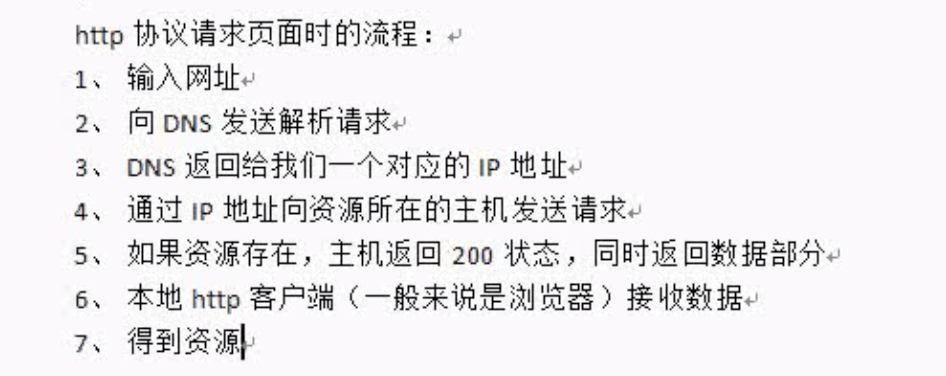 http 协议请求页面时的流程：
1、 输入网址
2、 向 DNS 发送解析请求
3、 DNS 返回给我们一个对应的 IP 地址
4、 通过 IP 地址向资源所在的主机发送请求
5、 如果资源存在，主机返回 200 状态，同时返回数据部分
6、 本地 http 客户端（一般来说是浏览器）接收数据
7、 得到资源